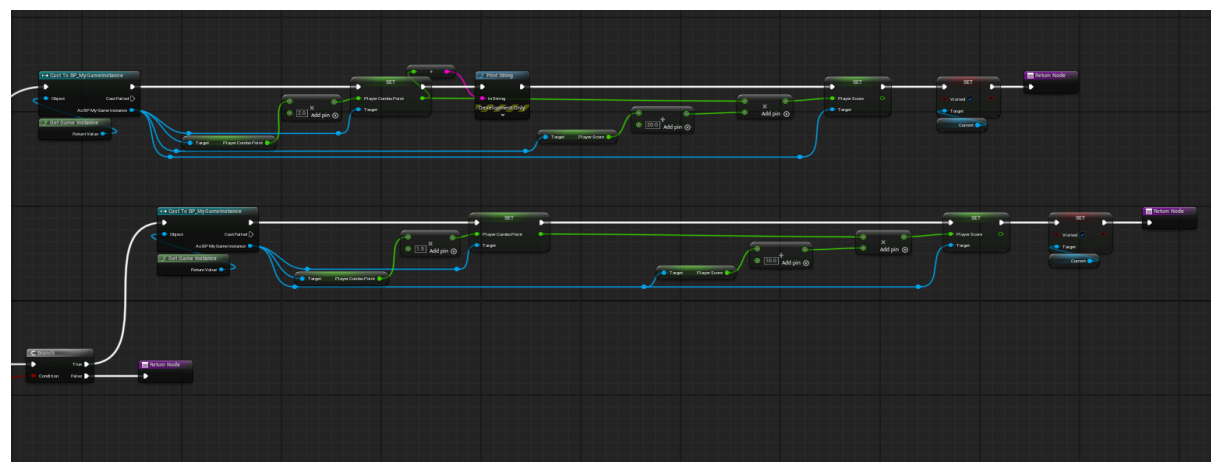 Cast To BP_MyGameInstance
Object
Cast Failed
As BP My Game Instance
Get Game Instance
Return Value
Target
Player Combo Point
2.0
Add pin
SET
Player Combo Point
Target
Print String
In String
Development Only
Target
Player Score
20.0
Add pin
Add pin
SET
Player Score
Target
SET
Visited
Target
Current
Return Node
Cast To BP_MyGameInstance
Object
Cast Failed
As BP My Game Instance
Get Game Instance
Return Value
Target
Player Combo Point
1.5
Add pin
SET
Player Combo Point
Target
Target
Player Score
10.0
Add pin
Add pin
SET
Player Score
Target
SET
Visited
Target
Current
Return Node
Branch
True
Condition
False
Return Node